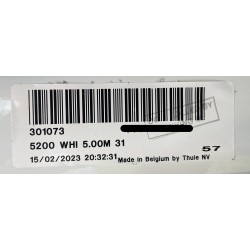 301073
5200 WHI 5.00M 31
57
15/02/2023 20:32:31 Made in Belgium by Thule NV